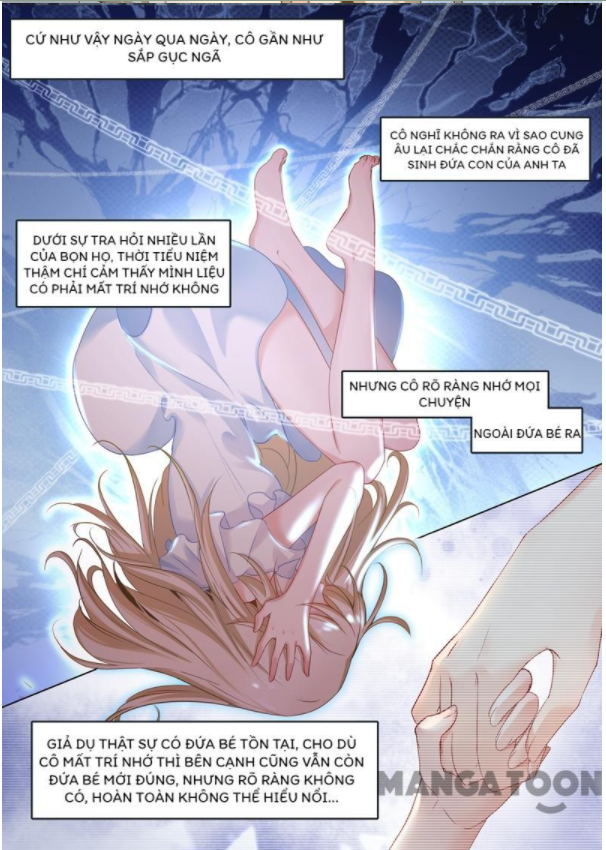 CỨ NHƯ VẬY NGÀY QUA NGÀY, CÔ GẦN NHƯ
SẮP GỤC NGÃ
CÔ NGHĨ KHÔNG RA VÌ SAO CUNG
ÂU LẠI CHẮC CHẮN RẰNG CÔ ĐÃ
SINH ĐỨA CON CỦA ANH TA
DƯỚI SỰ TRA HỎI NHIỀU LẦN
CỦA BỌN HỌ, THỜI TIỂU NIỆM
THẬM CHÍ CẢM THẤY MÌNH LIỆU
CÓ PHẢI MẤT TRÍ NHỚ KHÔNG
NHƯNG CÔ RÕ RÀNG NHỚ MỌI
CHUYỆN
NGOÀI ĐỨA BÉ RA
GIẢ DỤ THẬT SỰ CÓ ĐỨA BÉ TỒN TẠI, CHO DÙ
CÔ MẤT TRÍ NHỚ THÌ BÊN CẠNH CŨNG VẪN CÒN
ĐỨA BÉ MỚI ĐÚNG, NHƯNG RÕ RÀNG KHÔNG
CÓ, HOÀN TOÀN KHÔNG THỂ HIỂU NỔI...
MANGATOON